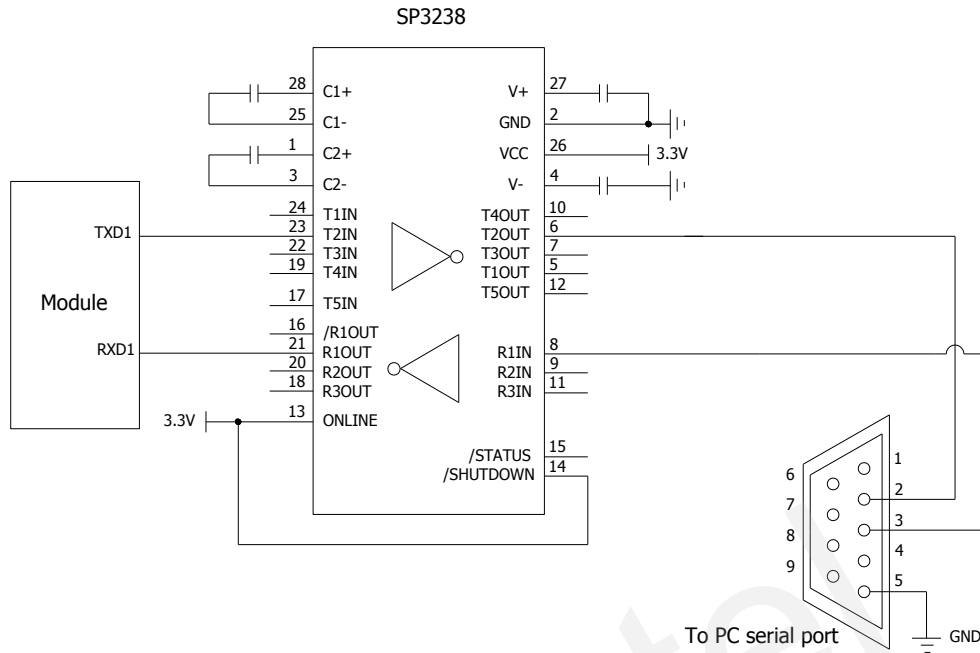 SP3238
28 C1+
25 C1-
1 C2+
3 C2-
24 T1IN
23 T2IN
22 T3IN
19 T4IN
17 T5IN
16 /R1OUT
21 R1OUT
20 R2OUT
18 R3OUT
13 ONLINE
3.3V
V+ 27
GND 2
VCC 26
3.3V
V- 4
T4OUT 10
T2OUT 6
T3OUT 7
T1OUT 5
T5OUT 12
R1IN 8
R2IN 9
R3IN 11
/STATUS 15
/SHUTDOWN 14
TXD1
Module
RXD1
6
7
8
9
1
2
3
4
5
To PC serial port
GND